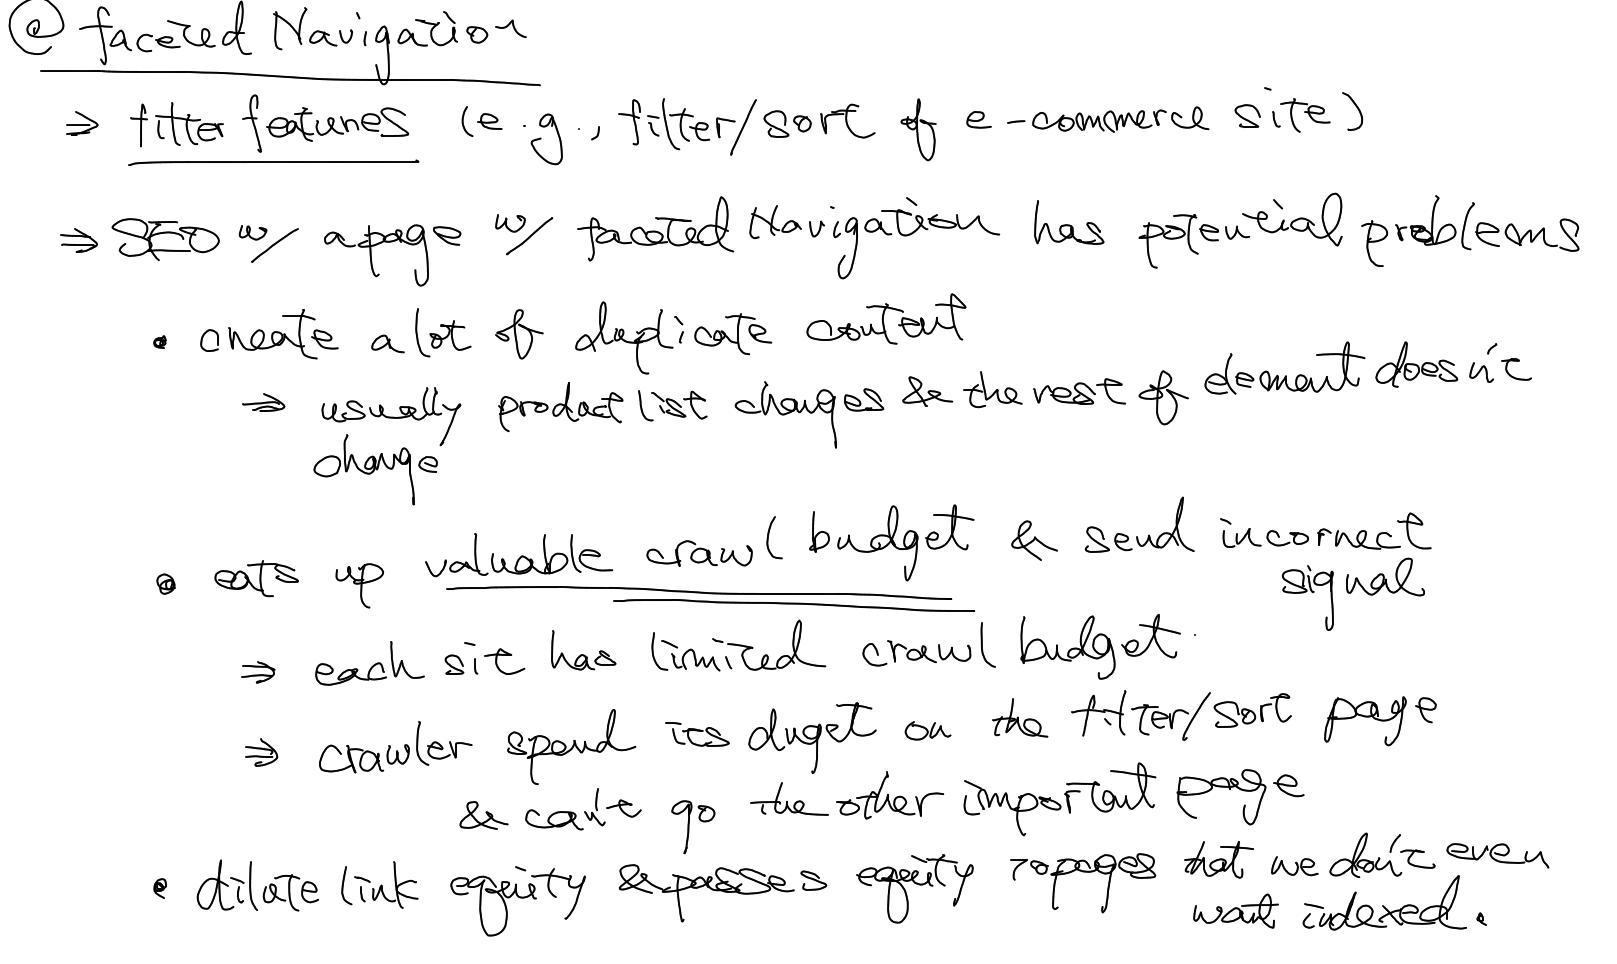 @ faceted Navigation
⇒ filter features (e.g., filter/sort of e-commerce site)
⇒ SEO w/ a page w/ faceted Navigation has potential problems
• create a lot of duplicate content
⇒ usually product list changes & the rest of element doesn't
change
• eats up valuable crawl budget & send incorrect
signal
⇒ each sit has limited crawl budget
⇒ crawler spend its duget on the filter/sort page
& can't go the other important page
• dilute link equity & passes equity to pages that we don't even
want indexed.